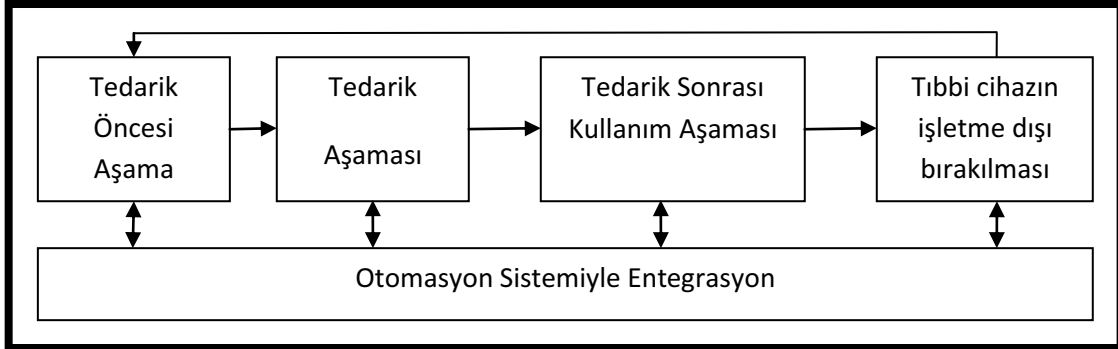 Tedarik
Öncesi
Aşama
Tedarik
Aşaması
Tedarik Sonrası
Kullanım Aşaması
Tıbbi cihazın
işletme dışı
bırakılması
Otomasyon Sistemiyle Entegrasyon